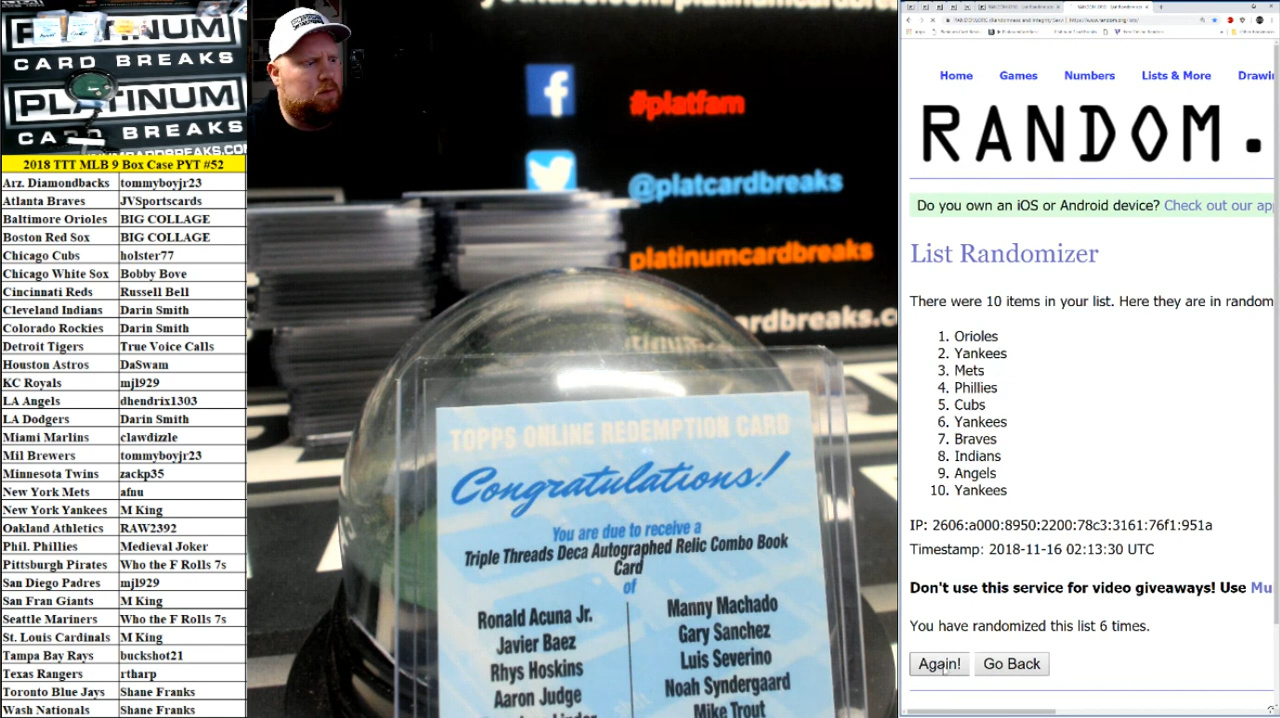 PLATINUM
CARD BREAKS
PLATINUM
CA D BREAKS
2018 TTT MLB 9 Box Case PYT #52
Arz. Diamondbacks tommyboyjr23
Atlanta Braves JVSportscards
Baltimore Orioles BIG COLLAGE
Boston Red Sox BIG COLLAGE
Chicago Cubs holster77
Chicago White Sox Bobby Bove
Cincinnati Reds Russell Bell
Cleveland Indians Darin Smith
Colorado Rockies Darin Smith
Detroit Tigers True Voice Calls
Houston Astros DaSwam
KC Royals mjl929
LA Angels dhendrix1303
LA Dodgers Darin Smith
Miami Marlins clawdizzle
Mil Brewers tommyboyjr23
Minnesota Twins zackp35
New York Mets afnu
New York Yankees M King
Oakland Athletics RAW2392
Phil. Phillies Medieval Joker
Pittsburgh Pirates Who the F Rolls 7s
San Diego Padres mjl929
San Fran Giants M King
Seattle Mariners Who the F Rolls 7s
St. Louis Cardinals M King
Tampa Bay Rays buckshot21
Texas Rangers rtharp
Toronto Blue Jays Shane Franks
Wash Nationals Shane Franks
#platfam
@platcardbreaks
platinumcardbreaks
cardbreaks.c
TOPPS ONLINE REDEMPTION CARD
Congratulations!
You are due to receive a
Triple Threads Deca Autographed Relic Combo Book
Card
of
Ronald Acuna Jr.
Javier Baez
Rhys Hoskins
Aaron Judge
Manny Machado
Gary Sanchez
Luis Severino
Noah Syndergaard
Mike Trout
Home Games Numbers Lists & More Drawi
RANDOM.
Do you own an iOS or Android device? Check out our ap
List Randomizer
There were 10 items in your list. Here they are in random
1. Orioles
2. Yankees
3. Mets
4. Phillies
5. Cubs
6. Yankees
7. Braves
8. Indians
9. Angels
10. Yankees
IP: 2606:a000:8950:2200:78c3:3161:76f1:951a
Timestamp: 2018-11-16 02:13:30 UTC
Don't use this service for video giveaways! Use Mu
You have randomized this list 6 times.
Again! Go Back